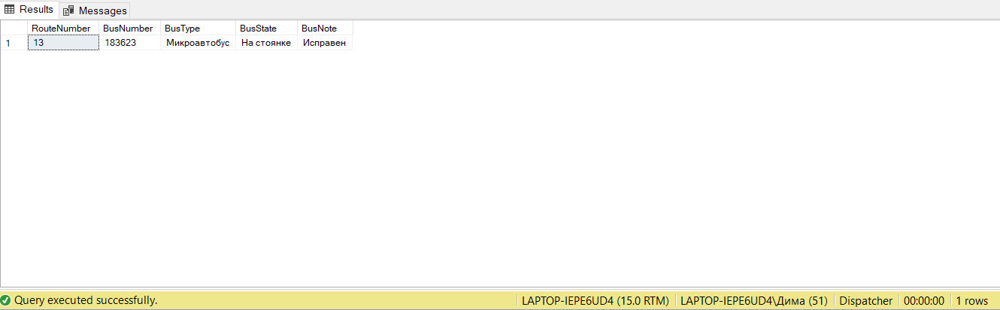 Results Messages
RouteNumber BusNumber BusType BusState BusNote
1 13 183623 Микроавтобус На стоянке Исправен
Query executed successfully. LAPTOP-IEPE6UD4 (15.0 RTM) LAPTOP-IEPE6UD4\Дима (51) Dispatcher 00:00:00 1 rows